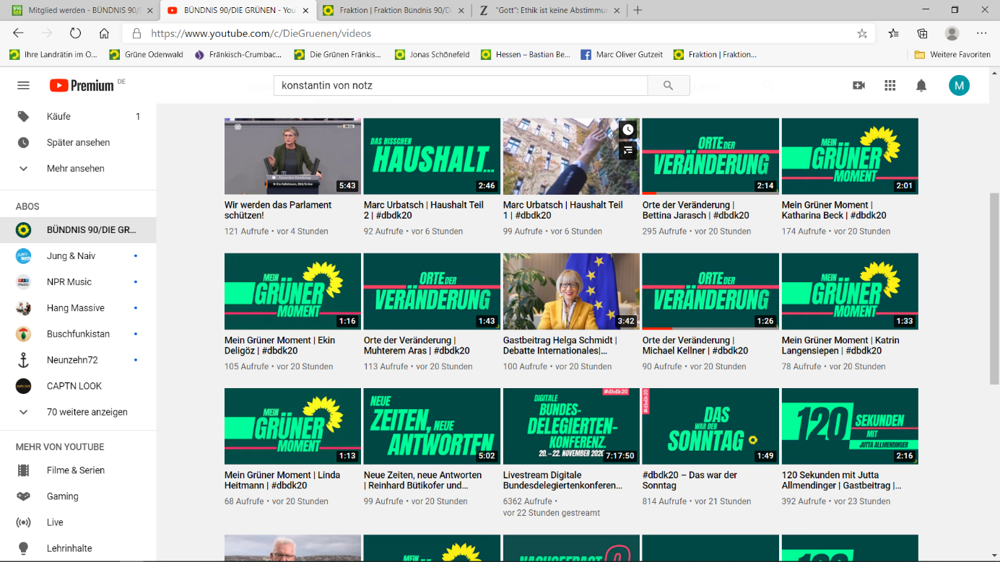 Mitglied werden - BÜNDNIS 90/
BÜNDNIS 90/DIE GRÜNEN - You
Fraktion | Fraktion Bündnis 90/D
"Gott": Ethik ist keine Abstimmu
https://www.youtube.com/c/DieGruenen/videos
Ihre Landrätin im O...
Grüne Odenwald
Fränkisch-Crumbac...
Die Grünen Fränkis...
Jonas Schönefeld
Hessen – Bastian Be...
Marc Oliver Gutzeit
Fraktion | Fraktion...
Weitere Favoriten
Premium DE
konstantin von notz
M
Käufe 1
Später ansehen
Mehr ansehen
ABOS
BÜNDNIS 90/DIE GR...
Jung & Naiv
NPR Music
Hang Massive
Buschfunkistan
Neunzehn72
CAPTN LOOK
70 weitere anzeigen
MEHR VON YOUTUBE
Filme & Serien
Gaming
Live
Lehrinhalte
5:43
Wir werden das Parlament
schützen!
121 Aufrufe • vor 4 Stunden
DAS BISSCHEN
HAUSHALT...
2:46
Marc Urbatsch | Haushalt Teil
2 | #dbdk20
92 Aufrufe • vor 6 Stunden
Marc Urbatsch | Haushalt Teil
1 | #dbdk20
99 Aufrufe • vor 6 Stunden
ORTE DER
VERÄNDERUNG
2:14
Orte der Veränderung |
Bettina Jarasch | #dbdk20
295 Aufrufe • vor 20 Stunden
MEIN
GRÜNER
MOMENT
2:01
Mein Grüner Moment |
Katharina Beck | #dbdk20
174 Aufrufe • vor 20 Stunden
MEIN
GRÜNER
MOMENT
1:16
Mein Grüner Moment | Ekin
Deligöz | #dbdk20
105 Aufrufe • vor 20 Stunden
ORTE DER
VERÄNDERUNG
1:43
Orte der Veränderung |
Muhterem Aras | #dbdk20
113 Aufrufe • vor 20 Stunden
3:42
Gastbeitrag Helga Schmidt |
Debatte Internationales|...
100 Aufrufe • vor 20 Stunden
ORTE DER
VERÄNDERUNG
1:26
Orte der Veränderung |
Michael Kellner | #dbdk20
90 Aufrufe • vor 20 Stunden
MEIN
GRÜNER
MOMENT
1:33
Mein Grüner Moment | Katrin
Langensiepen | #dbdk20
78 Aufrufe • vor 20 Stunden
MEIN
GRÜNER
MOMENT
1:13
Mein Grüner Moment | Linda
Heitmann | #dbdk20
68 Aufrufe • vor 20 Stunden
NEUE
ZEITEN, NEUE
ANTWORTEN
5:02
Neue Zeiten, neue Antworten
| Reinhard Bütikofer und...
99 Aufrufe • vor 20 Stunden
#dbdk20
DIGITALE
BUNDES-
DELEGIERTEN-
KONFERENZ.
20. – 22. NOVEMBER 2020
7:17:50
Livestream Digitale
Bundesdelegiertenkonferen...
6362 Aufrufe •
vor 22 Stunden gestreamt
#dbdk20
DAS
WAR DER
SONNTAG
1:49
#dbdk20 – Das war der
Sonntag
814 Aufrufe • vor 21 Stunden
120 SEKUNDEN
MIT
JUTTA ALLMENDINGER
2:16
120 Sekunden mit Jutta
Allmendinger | Gastbeitrag |...
392 Aufrufe • vor 23 Stunden